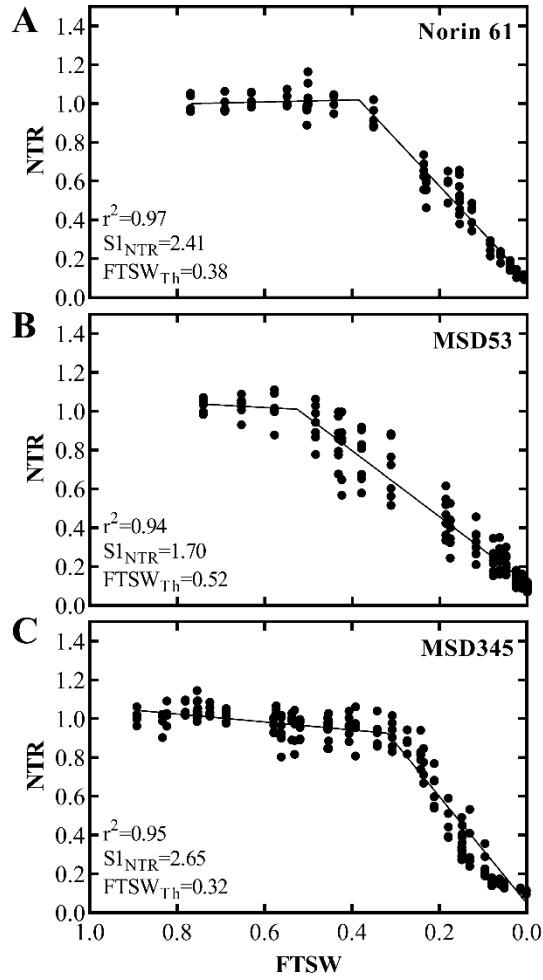 A
Norin 61
1.4
1.2
1.0
0.8
0.6
0.4
0.2
0.0
NTR
r²=0.97
S1NTR=2.41
FTSWTh=0.38
B
MSD53
1.4
1.2
1.0
0.8
0.6
0.4
0.2
0.0
NTR
r²=0.94
S1NTR=1.70
FTSWTh=0.52
C
MSD345
1.4
1.2
1.0
0.8
0.6
0.4
0.2
0.0
NTR
r²=0.95
S1NTR=2.65
FTSWTh=0.32
1.0 0.8 0.6 0.4 0.2 0.0
FTSW